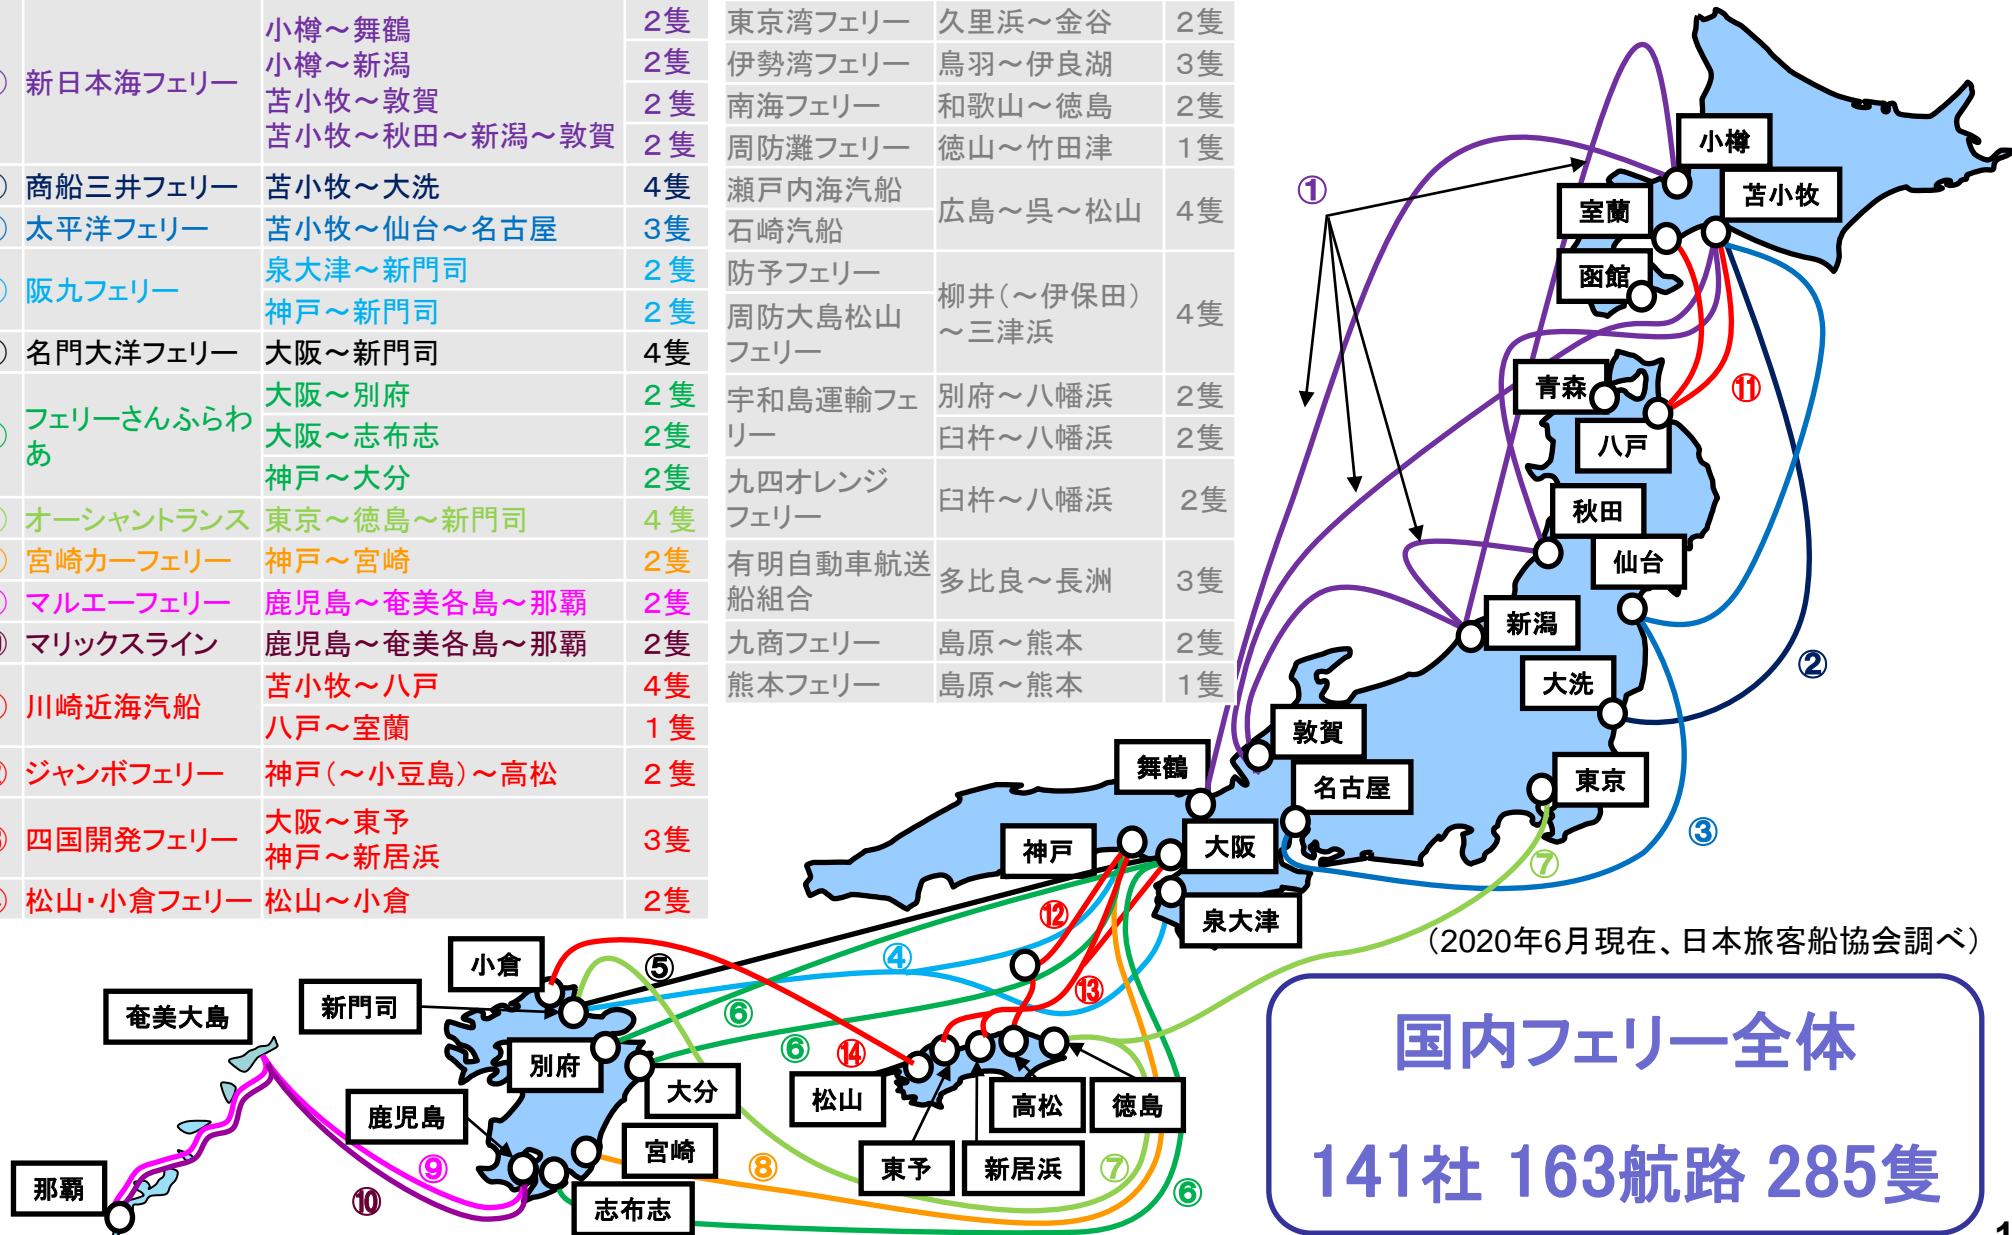 新日本海フェリー
小樽～舞鶴 2隻
小樽～新潟 2隻
苫小牧～敦賀 2隻
苫小牧～秋田～新潟～敦賀 2隻
商船三井フェリー 苫小牧～大洗 4隻
太平洋フェリー 苫小牧～仙台～名古屋 3隻
阪九フェリー
泉大津～新門司 2隻
神戸～新門司 2隻
名門大洋フェリー 大阪～新門司 4隻
フェリーさんふらわ
あ
大阪～別府 2隻
大阪～志布志 2隻
神戸～大分 2隻
オーシャントランス 東京～徳島～新門司 4隻
宮崎カーフェリー 神戸～宮崎 2隻
マルエーフェリー 鹿児島～奄美各島～那覇 2隻
マリックスライン 鹿児島～奄美各島～那覇 2隻
川崎近海汽船
苫小牧～八戸 4隻
八戸～室蘭 1隻
ジャンボフェリー 神戸(～小豆島)～高松 2隻
四国開発フェリー
大阪～東予
神戸～新居浜
3隻
松山・小倉フェリー 松山～小倉 2隻
東京湾フェリー 久里浜～金谷 2隻
伊勢湾フェリー 鳥羽～伊良湖 3隻
南海フェリー 和歌山～徳島 2隻
周防灘フェリー 徳山～竹田津 1隻
瀬戸内海汽船
石崎汽船
広島～呉～松山 4隻
防予フェリー
周防大島松山
フェリー
柳井(～伊保田)
～三津浜
4隻
宇和島運輸フェ
リー
別府～八幡浜 2隻
臼杵～八幡浜 2隻
九四オレンジ
フェリー
臼杵～八幡浜 2隻
有明自動車航送
船組合
多比良～長洲 3隻
九商フェリー 島原～熊本 2隻
熊本フェリー 島原～熊本 1隻
小樽
①
苫小牧
室蘭
函館
青森
⑪
八戸
秋田
仙台
新潟
②
大洗
敦賀
舞鶴
東京
名古屋
③
神戸
大阪
⑦
⑫
泉大津
(2020年6月現在、日本旅客船協会調べ)
④
小倉
⑤
⑬
新門司
⑥
奄美大島
⑥
⑭
別府
大分
松山
高松
徳島
鹿児島
宮崎
⑧
東予
新居浜
⑦
⑨
⑩
那覇
志布志
⑥
国内フェリー全体
141社 163航路 285隻
1